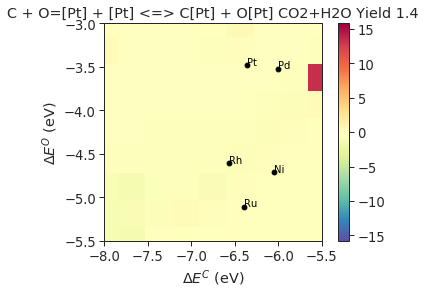 C + O=[Pt] + [Pt] <=> C[Pt] + O[Pt] CO2+H2O Yield 1.4
−3.0
−3.5
−4.0
−4.5
−5.0
−5.5
ΔE^O (eV)
Pt
Pd
Rh
Ni
Ru
−8.0 −7.5 −7.0 −6.5 −6.0 −5.5
ΔE^C (eV)
15
10
5
0
−5
−10
−15